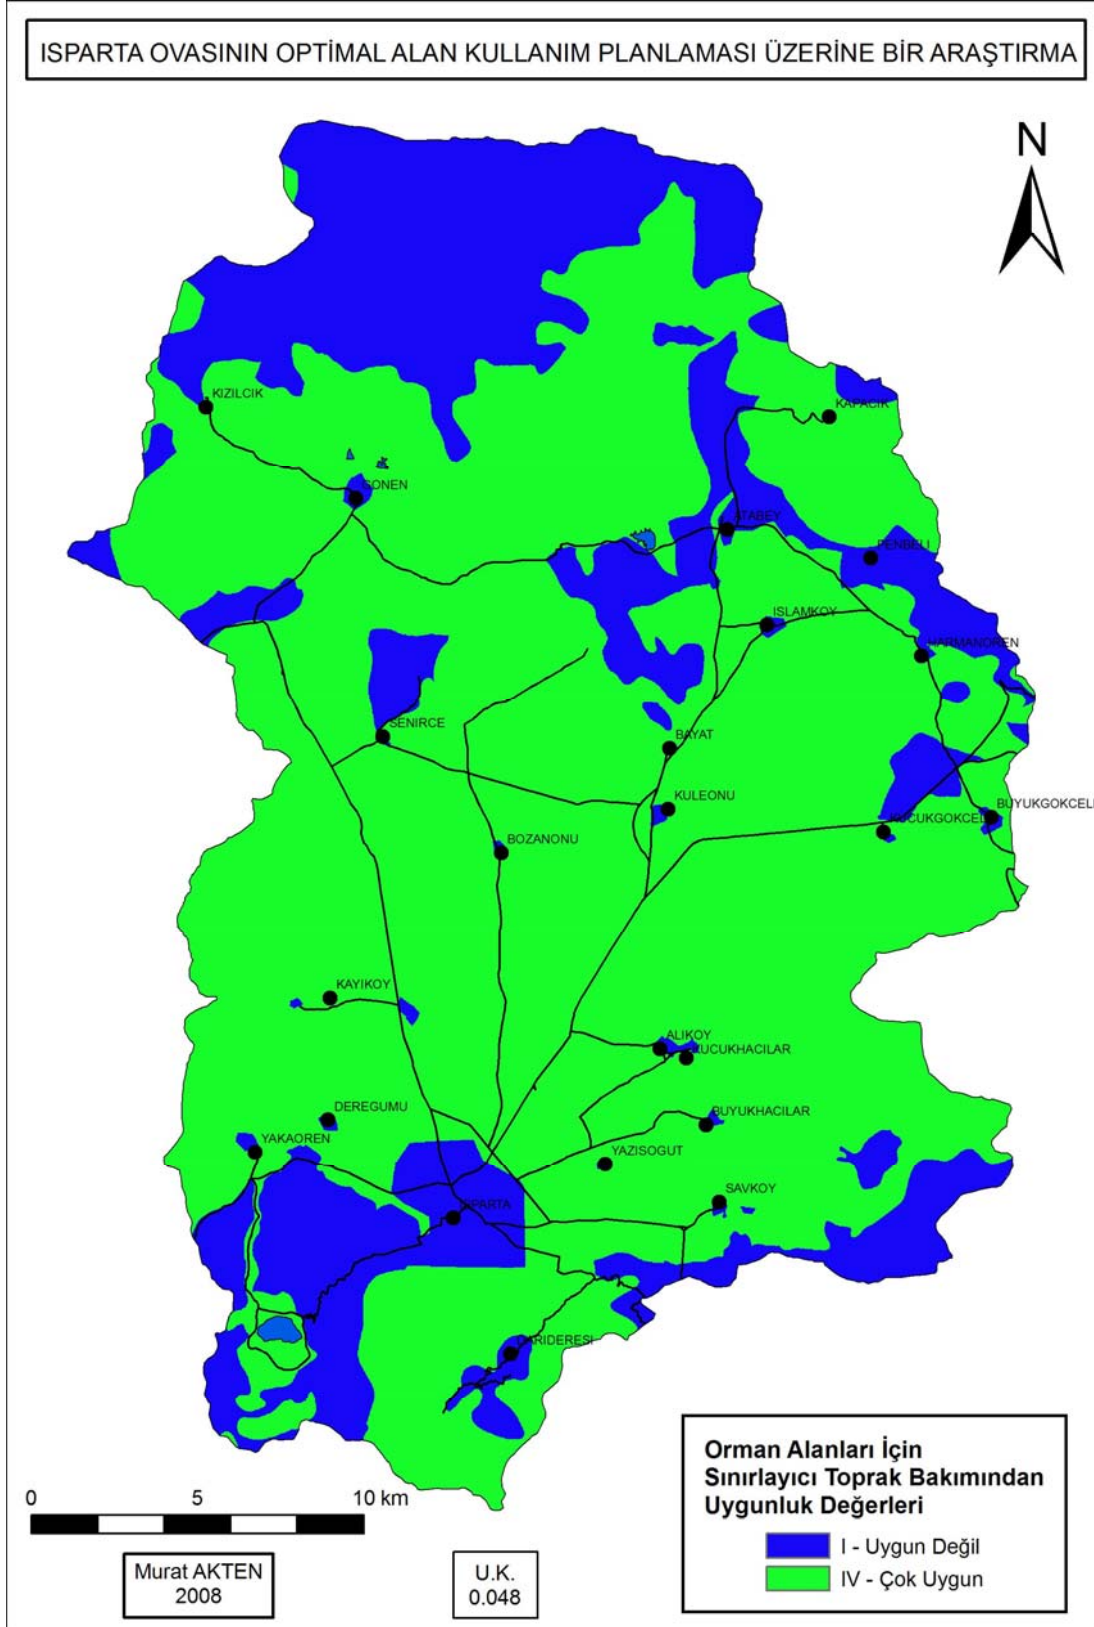 ISPARTA OVASININ OPTİMAL ALAN KULLANIM PLANLAMASI ÜZERİNE BİR ARAŞTIRMA
N
KIZILCIK
KAPACIK
GONEN
ATABEY
PENBELI
ISLAMKOY
HARMANOREN
SENIRCE
BAYAT
KULEONU
BUYUKGOKCELI
KUCUKGOKCELI
BOZANONU
KAYIKOY
ALIKOY
KUCUKHACILAR
DEREGUMU
BUYUKHACILAR
YAKAOREN
YAZISOGUT
SAVKOY
ISPARTA
DARIDERESI
Orman Alanları İçin
Sınırlayıcı Toprak Bakımından
Uygunluk Değerleri
I - Uygun Değil
IV - Çok Uygun
0 5 10 km
Murat AKTEN
2008
U.K.
0.048